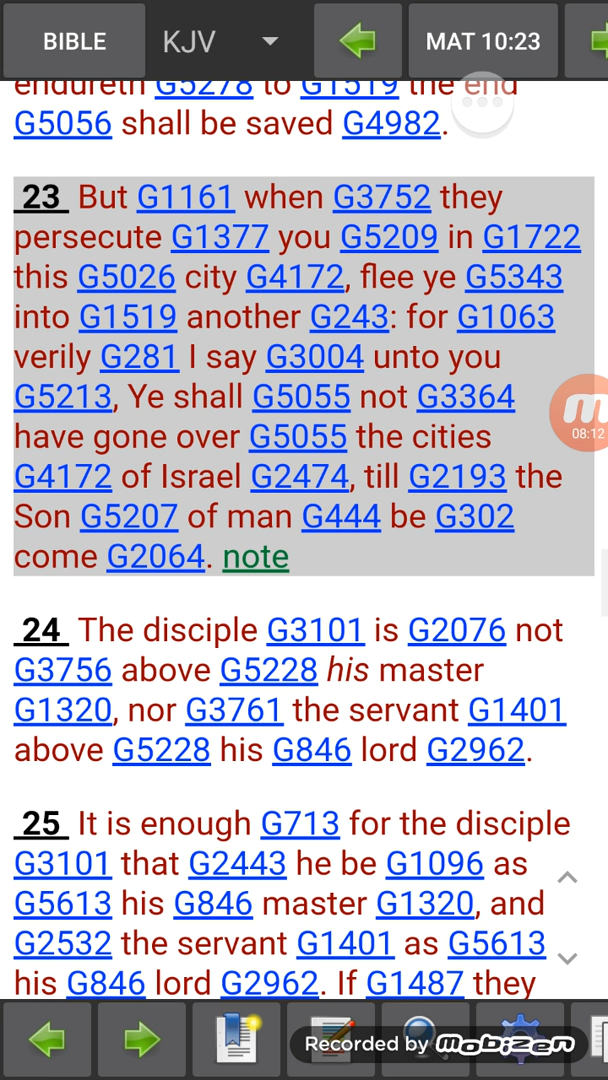 BIBLE KJV MAT 10:23
endureth G5278 to G1519 the end
G5056 shall be saved G4982.
23 But G1161 when G3752 they
persecute G1377 you G5209 in G1722
this G5026 city G4172, flee ye G5343
into G1519 another G243: for G1063
verily G281 I say G3004 unto you
G5213, Ye shall G5055 not G3364
have gone over G5055 the cities
G4172 of Israel G2474, till G2193 the
Son G5207 of man G444 be G302
come G2064. note
08:12
24 The disciple G3101 is G2076 not
G3756 above G5228 his master
G1320, nor G3761 the servant G1401
above G5228 his G846 lord G2962.
25 It is enough G713 for the disciple
G3101 that G2443 he be G1096 as
G5613 his G846 master G1320, and
G2532 the servant G1401 as G5613
his G846 lord G2962. If G1487 they
Recorded by mobizen